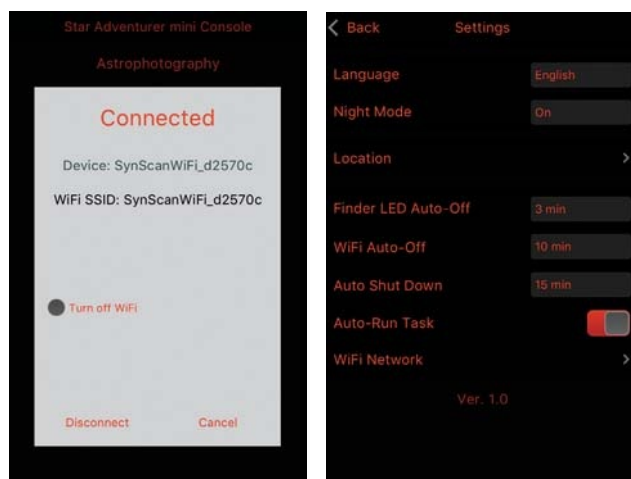 Star Adventurer mini Console
Astrophotography
Connected
Device: SynScanWiFi_d2570c
WiFi SSID: SynScanWiFi_d2570c
Turn off WiFi
Disconnect Cancel
Back Settings
Language English
Night Mode On
Location
Finder LED Auto-Off 3 min
WiFi Auto-Off 10 min
Auto Shut Down 15 min
Auto-Run Task
WiFi Network
Ver. 1.0